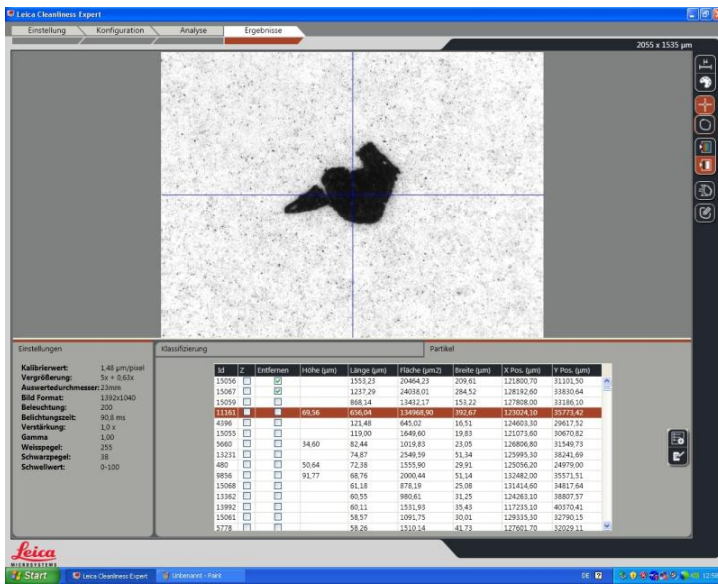 Leica Cleanliness Expert
Einstellung Konfiguration Analyse Ergebnisse
2055 x 1535 µm
Einstellungen
Kalibrierwert: 1,48 µm/pixel
Vergrößerung: 5x + 0,63x
Auswertedurchmesser: 23mm
Bild Format: 1392x1040
Beleuchtung: 200
Belichtungszeit: 90,8 ms
Verstärkung: 1,0 x
Gamma 1,00
Weisspegel: 255
Schwarzpegel: 38
Schwellwert: 0-100
Klassifizierung Partikel
Id Z Entfernen Höhe (µm) Länge (µm) Fläche (µm2) Breite (µm) X Pos. (µm) Y Pos. (µm)
15056 1553,23 20464,23 209,61 121800,70 31101,50
15067 1237,29 24038,01 284,52 128192,60 33830,64
15059 868,14 13432,17 153,22 127808,00 33186,10
11161 69,56 656,04 134968,90 392,67 123024,10 35773,42
4396 121,48 645,02 16,51 124603,30 29617,52
15055 119,00 1649,60 19,83 121073,60 30670,82
5660 34,60 82,44 1019,83 23,05 126806,80 31549,73
13231 74,87 2549,59 51,34 125995,30 38241,69
480 50,64 72,38 1555,90 29,91 125056,20 24979,00
9856 91,77 68,76 2000,44 51,14 132482,00 35571,51
15068 61,18 878,19 25,08 131414,60 34817,64
13362 60,55 980,61 31,25 124263,10 38807,57
13992 60,11 1531,93 35,43 117235,10 40370,41
15061 58,57 1091,75 30,01 129335,30 32790,15
5778 58,26 1510,14 41,73 127601,70 32029,11
Leica
MICROSYSTEMS
Start Leica Cleanliness Expert Unbenannt - Paint DE